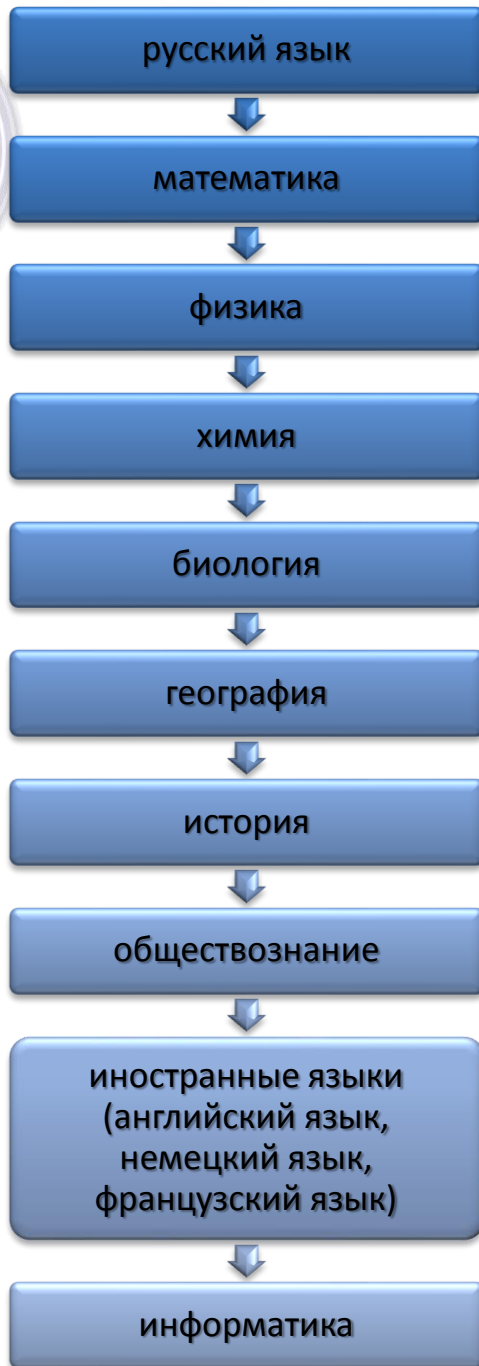 русский язык
математика
физика
химия
биология
география
история
обществознание
иностранные языки
(английский язык,
немецкий язык,
французский язык)
информатика